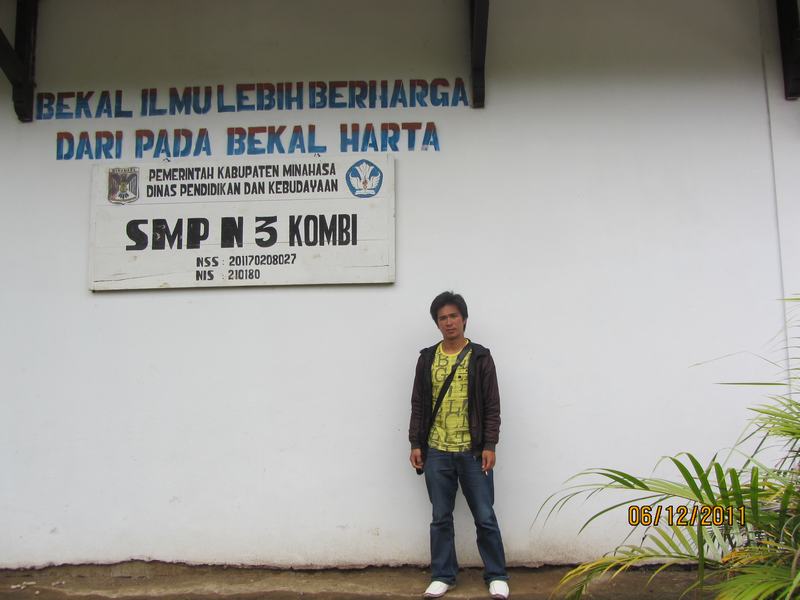 BEKAL ILMU LEBIH BERHARGA
DARI PADA BEKAL HARTA
PEMERINTAH KABUPATEN MINAHASA
DINAS PENDIDIKAN DAN KEBUDAYAAN
SMP N 3 KOMBI
NSS : 201170208027
NIS : 210180
06/12/2011